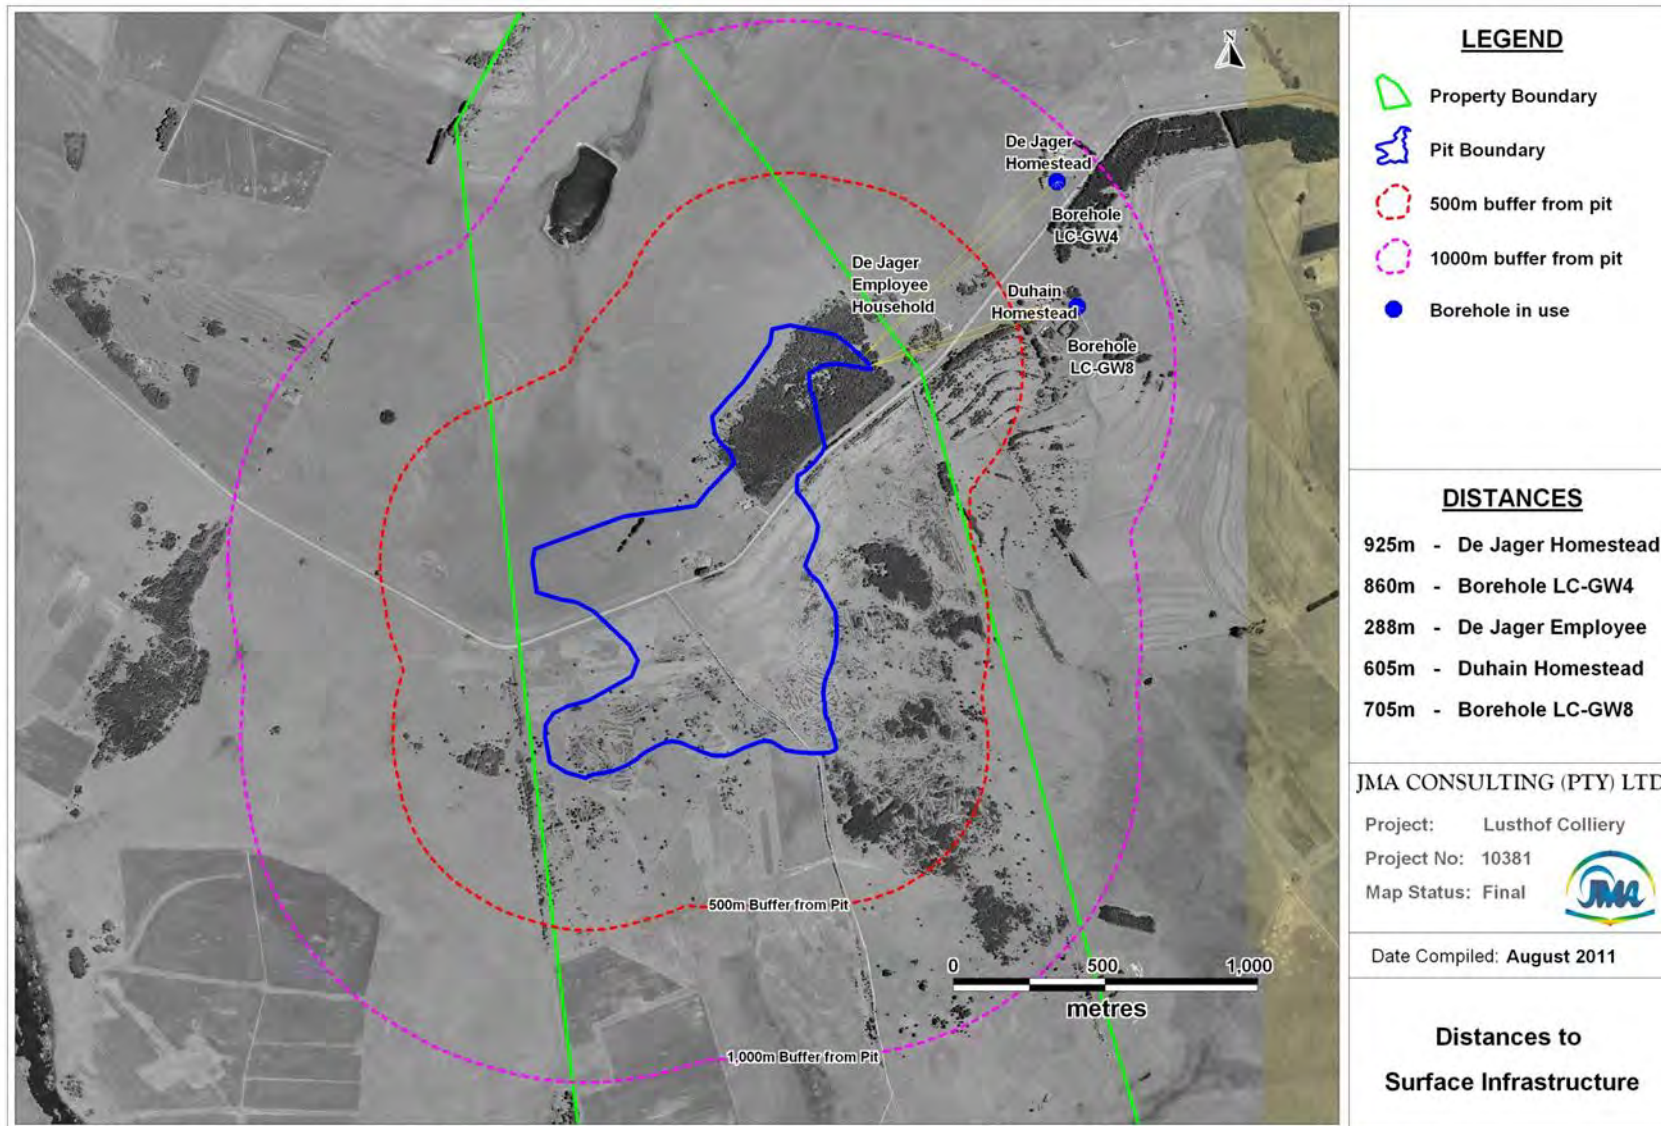 N
De Jager
Homestead
Borehole
LC-GW4
De Jager
Employee
Household
Duhain
Homestead
Borehole
LC-GW8
500m Buffer from Pit
1,000m Buffer from Pit
0 500 1,000
metres
LEGEND
Property Boundary
Pit Boundary
500m buffer from pit
1000m buffer from pit
Borehole in use
DISTANCES
925m - De Jager Homestead
860m - Borehole LC-GW4
288m - De Jager Employee
605m - Duhain Homestead
705m - Borehole LC-GW8
JMA CONSULTING (PTY) LTD
Project: Lusthof Colliery
Project No: 10381
Map Status: Final
JMA
Date Compiled: August 2011
Distances to
Surface Infrastructure